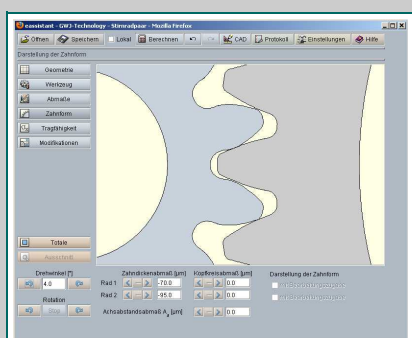 eassistant - GWJ-Technology - Stirnradpaar - Mozilla Firefox
Öffnen Speichern Lokal Berechnen CAD Protokoll Einstellungen Hilfe
Darstellung der Zahnform
Geometrie
Werkzeug
Abmaße
Zahnform
Tragfähigkeit
Modifikationen
Totale
Ausschnitt
Drehwinkel [°]
4.0
Rotation
Stop
Zahndickenabmaß [µm] Kopfkreisabmaß [µm]
Rad 1 -70.0 0.0
Rad 2 -95.0 0.0
Achsabstandsabmaß Aa [µm] 0.0
Darstellung der Zahnform